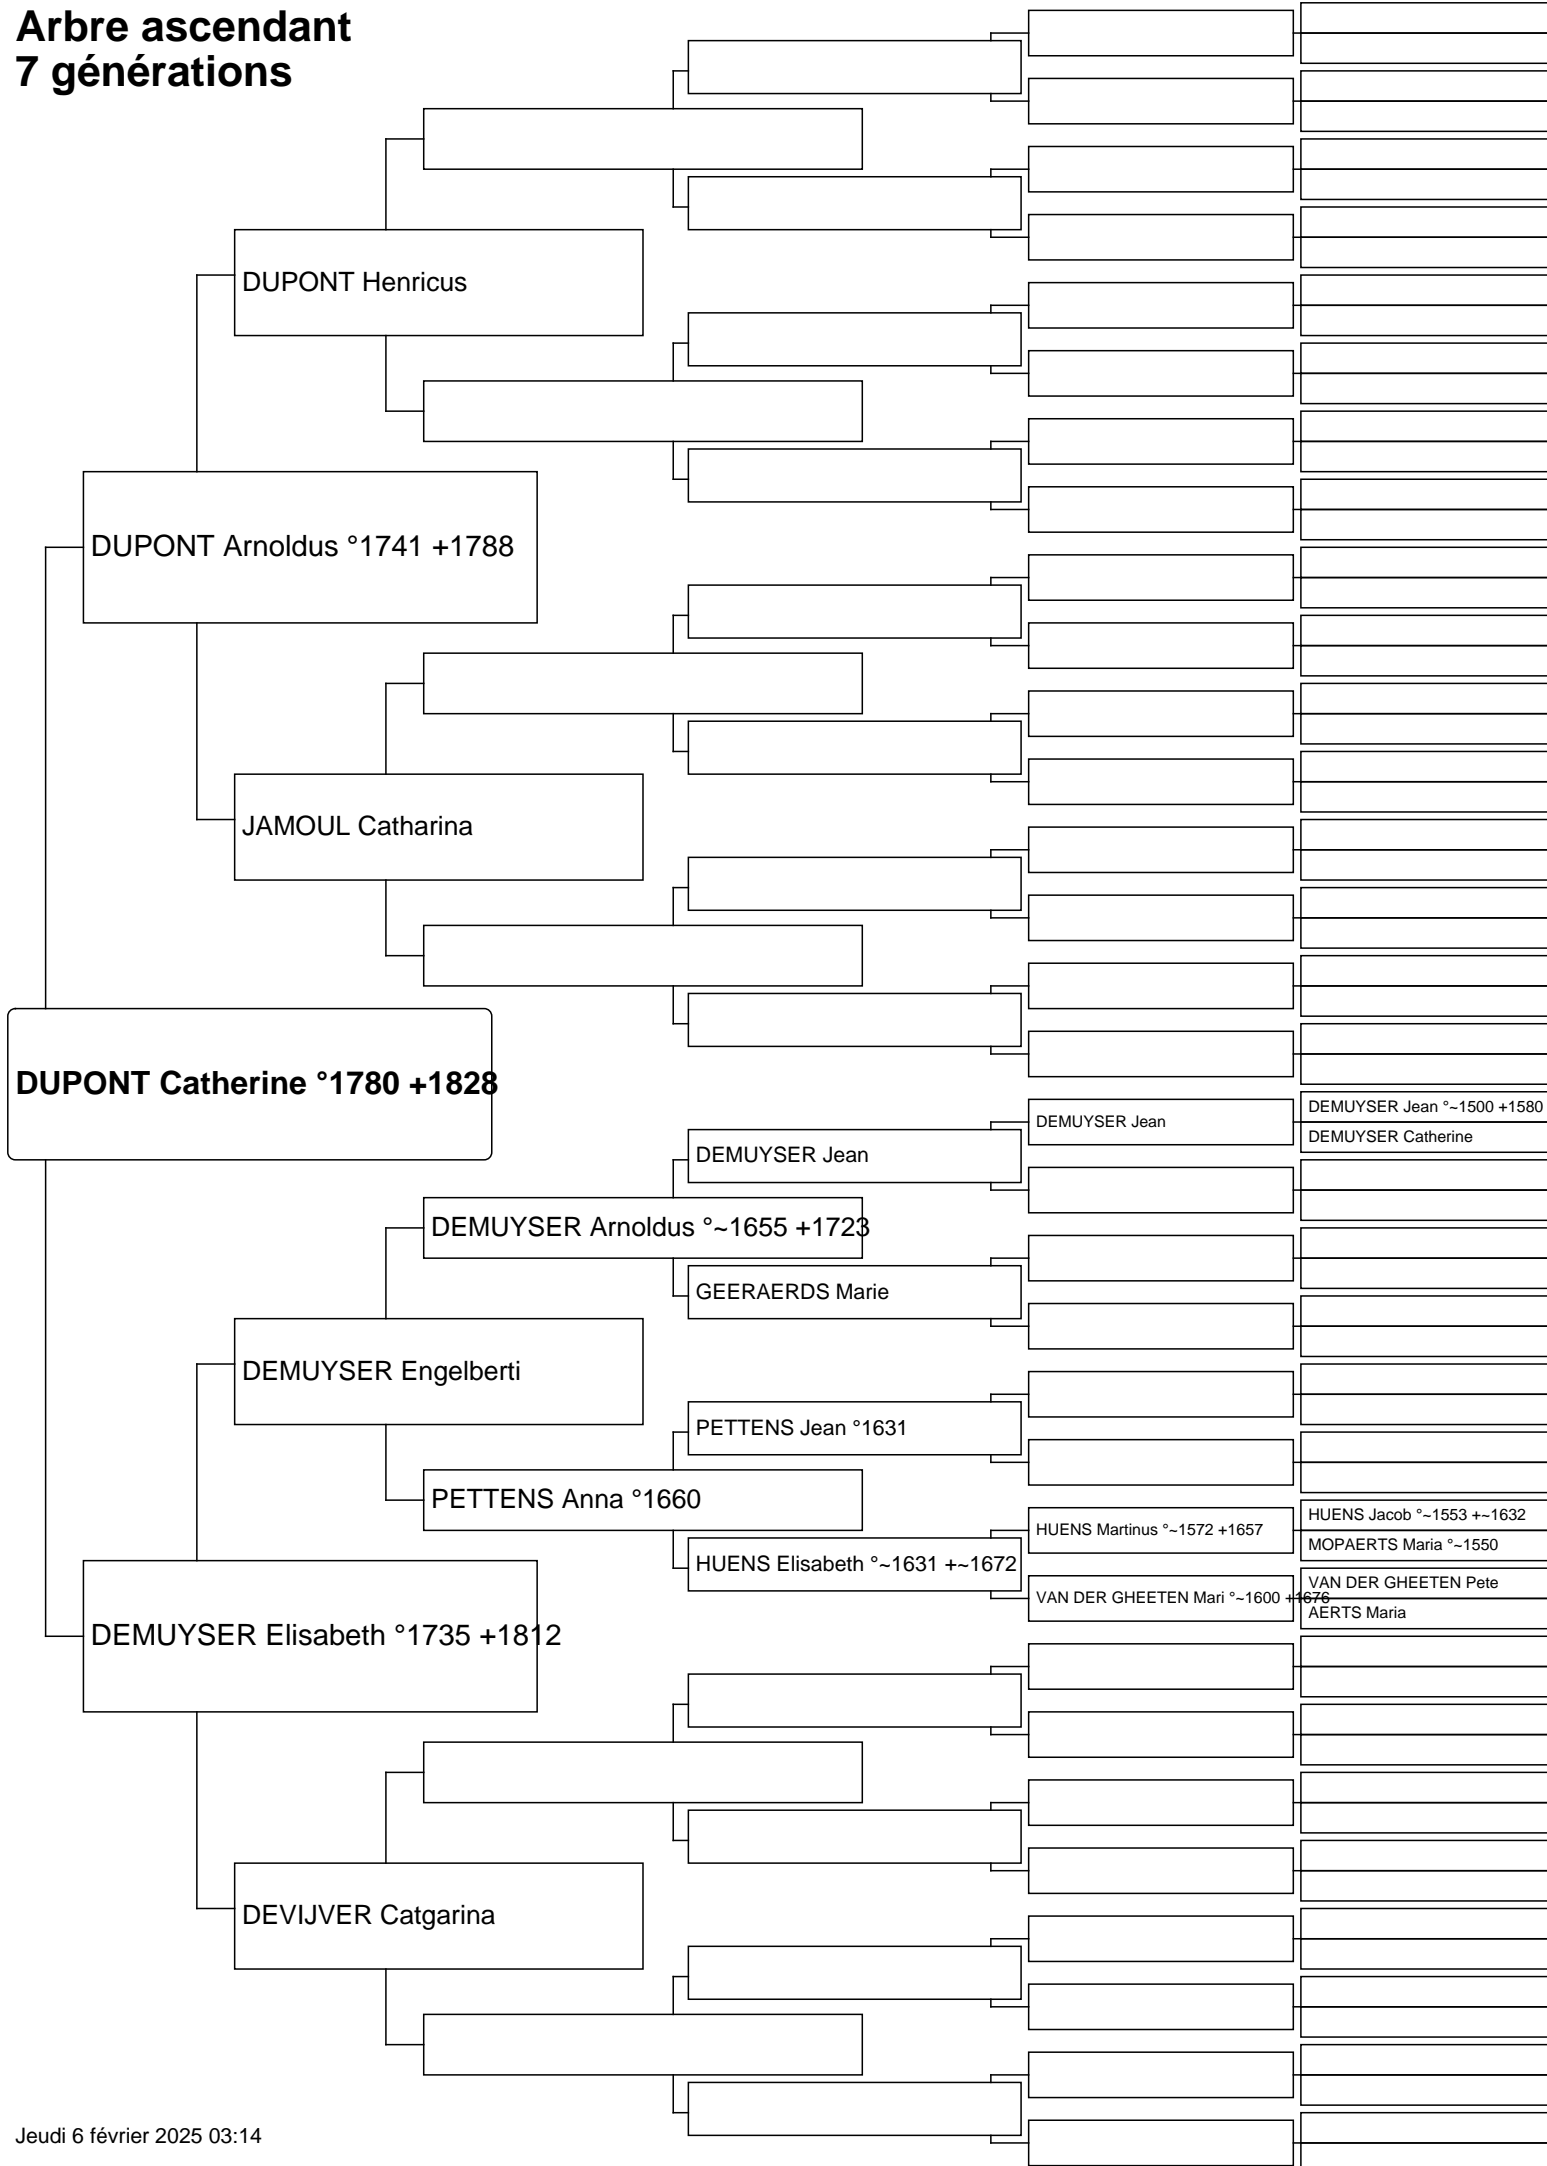 Arbre ascendant
7 générations
DUPONT Henricus
DUPONT Arnoldus °1741 +1788
JAMOUL Catharina
DUPONT Catherine °1780 +1828
DEMUYSER Jean °~1500 +1580
DEMUYSER Jean
DEMUYSER Catherine
DEMUYSER Jean
DEMUYSER Arnoldus °~1655 +1723
GEERAERDS Marie
DEMUYSER Engelberti
PETTENS Jean °1631
PETTENS Anna °1660
HUENS Jacob °~1553 +~1632
HUENS Martinus °~1572 +1657
MOPAERTS Maria °~1550
HUENS Elisabeth °~1631 +~1672
VAN DER GHEETEN Pete
VAN DER GHEETEN Mari °~1600 +1676
AERTS Maria
DEMUYSER Elisabeth °1735 +1812
DEVIJVER Catgarina
Jeudi 6 février 2025 03:14